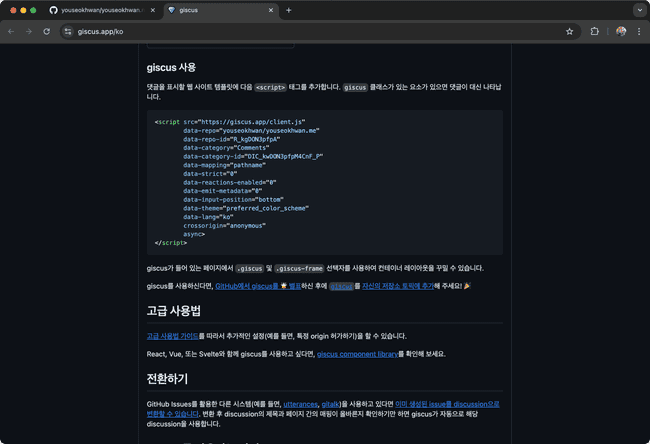 youseokhwan/youseokhwan.
giscus
giscus.app/ko
giscus 사용
댓글을 표시할 웹 사이트 템플릿에 다음 <script> 태그를 추가합니다. giscus 클래스가 있는 요소가 있으면 댓글이 대신 나타납
니다.
<script src="https://giscus.app/client.js"
data-repo="youseokhwan/youseokhwan.me"
data-repo-id="R_kgDON3pfpA"
data-category="Comments"
data-category-id="DIC_kwDON3pfpM4CnF_P"
data-mapping="pathname"
data-strict="0"
data-reactions-enabled="0"
data-emit-metadata="0"
data-input-position="bottom"
data-theme="preferred_color_scheme"
data-lang="ko"
crossorigin="anonymous"
async>
</script>
giscus가 들어 있는 페이지에서 .giscus 및 .giscus-frame 선택자를 사용하여 컨테이너 레이아웃을 꾸밀 수 있습니다.
giscus를 사용하신다면, GitHub에서 giscus를 🌟 별표하신 후에 giscus를 자신의 저장소 토픽에 추가해 주세요! 🎉
고급 사용법
고급 사용법 가이드를 따라서 추가적인 설정(예를 들면, 특정 origin 허가하기)을 할 수 있습니다.
React, Vue, 또는 Svelte와 함께 giscus를 사용하고 싶다면, giscus component library를 확인해 보세요.
전환하기
GitHub Issues를 활용한 다른 시스템(예를 들면, utterances, gitalk)을 사용하고 있다면 이미 생성된 issue를 discussion으로
변환할 수 있습니다. 변환 후 discussion의 제목과 페이지 간의 매핑이 올바른지 확인하기만 하면 giscus가 자동으로 해당
discussion을 사용합니다.